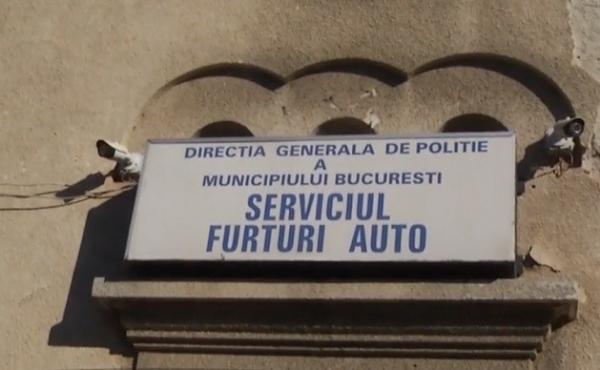 DIRECTIA GENERALA DE POLITIE
A
MUNICIPIULUI BUCURESTI
SERVICIUL
FURTURI AUTO